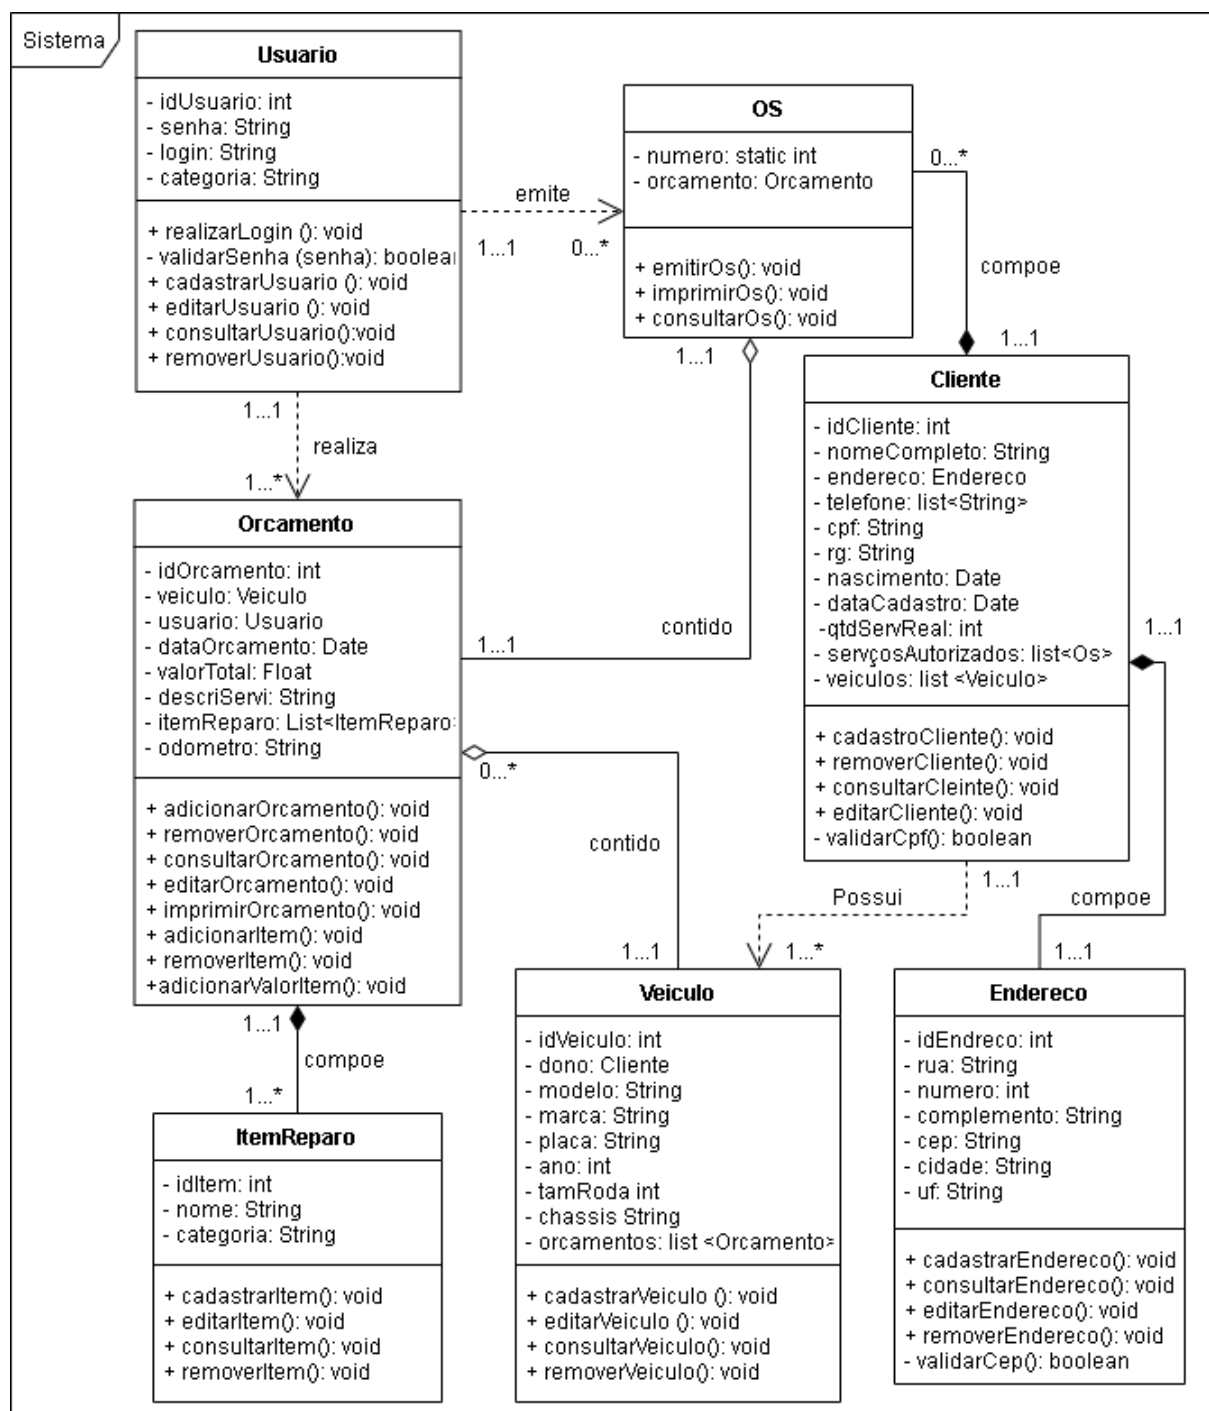 Sistema
Usuario
- idUsuario: int
- senha: String
- login: String
- categoria: String
+ realizarLogin (): void
- validarSenha (senha): boolea
+ cadastrarUsuario (): void
+ editarUsuario (): void
+ consultarUsuario():void
+ removerUsuario():void
emite
1...1
0...*
OS
- numero: static int
- orcamento: Orcamento
+ emitirOs(): void
+ imprimirOs(): void
+ consultarOs(): void
0...*
compoe
1...1
1...1
1...1
realiza
1...*
Cliente
- idCliente: int
- nomeCompleto: String
- endereco: Endereco
- telefone: list<String>
- cpf: String
- rg: String
- nascimento: Date
- dataCadastro: Date
-qtdServReal: int
- servçosAutorizados: list<Os>
- veiculos: list <Veiculo>
+ cadastroCliente(): void
+ removerCliente(): void
+ consultarCleinte(): void
+ editarCliente(): void
- validarCpf(): boolean
Orcamento
- idOrcamento: int
- veiculo: Veiculo
- usuario: Usuario
- dataOrcamento: Date
- valorTotal: Float
- descriServi: String
- itemReparo: List<ItemReparo>
- odometro: String
+ adicionarOrcamento(): void
+ removerOrcamento(): void
+ consultarOrcamento(): void
+ editarOrcamento(): void
+ imprimirOrcamento(): void
+ adicionarItem(): void
+ removerItem(): void
+adicionarValorItem(): void
contido
1...1
1...1
0...*
contido
1...1
1...1
Possui
1...*
compoe
1...1
1...1
compoe
1...*
ItemReparo
- idItem: int
- nome: String
- categoria: String
+ cadastrarItem(): void
+ editarItem(): void
+ consultarItem(): void
+ removerItem(): void
Veiculo
- idVeiculo: int
- dono: Cliente
- modelo: String
- marca: String
- placa: String
- ano: int
- tamRoda int
- chassis String
- orcamentos: list <Orcamento>
+ cadastrarVeiculo (): void
+ editarVeiculo (): void
+ consultarVeiculo(): void
+ removerVeiculo(): void
Endereco
- idEndreco: int
- rua: String
- numero: int
- complemento: String
- cep: String
- cidade: String
- uf: String
+ cadastrarEndereco(): void
+ consultarEndereco(): void
+ editarEndereco(): void
+ removerEndereco(): void
- validarCep(): boolean